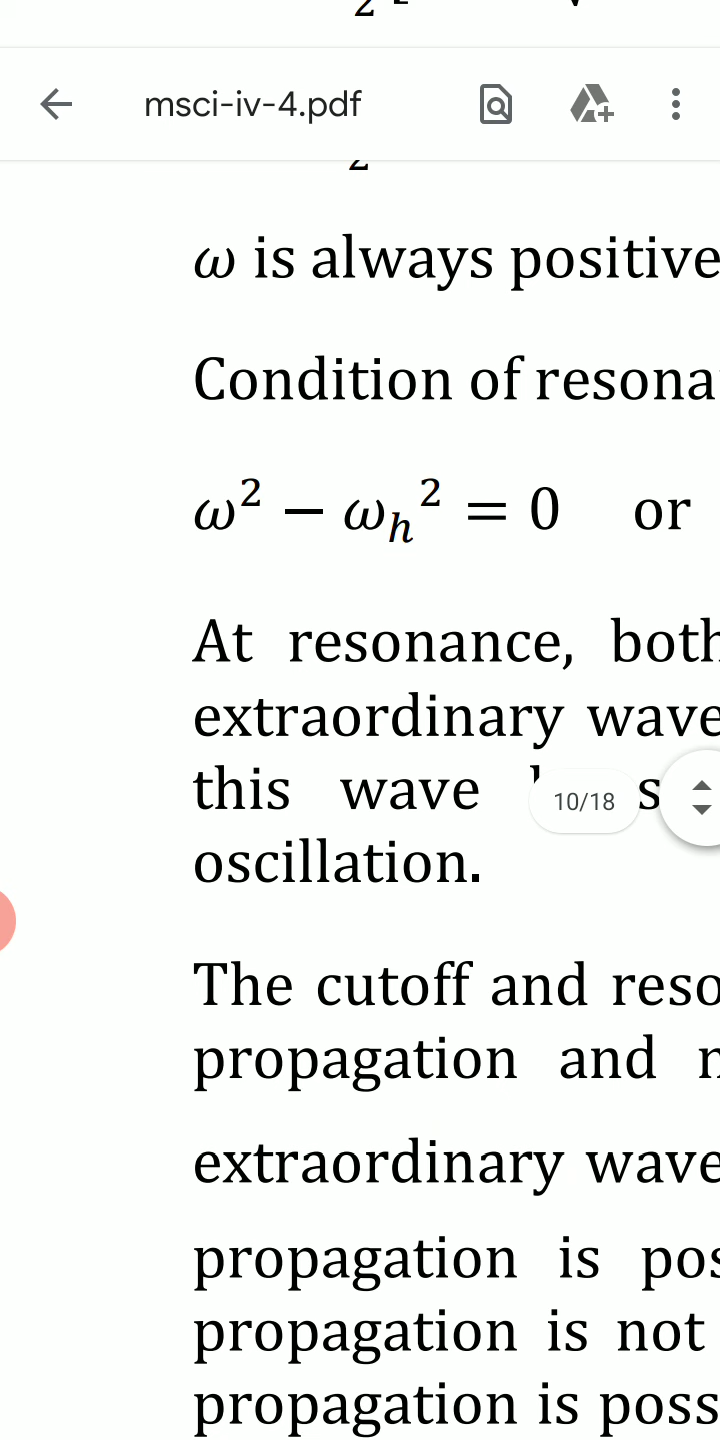 msci-iv-4.pdf
ω is always positive
Condition of resona
ω² − ωₕ² = 0 or
At resonance, both
extraordinary wave
this wave s
10/18
oscillation.
The cutoff and reso
propagation and n
extraordinary wave
propagation is pos
propagation is not
propagation is poss